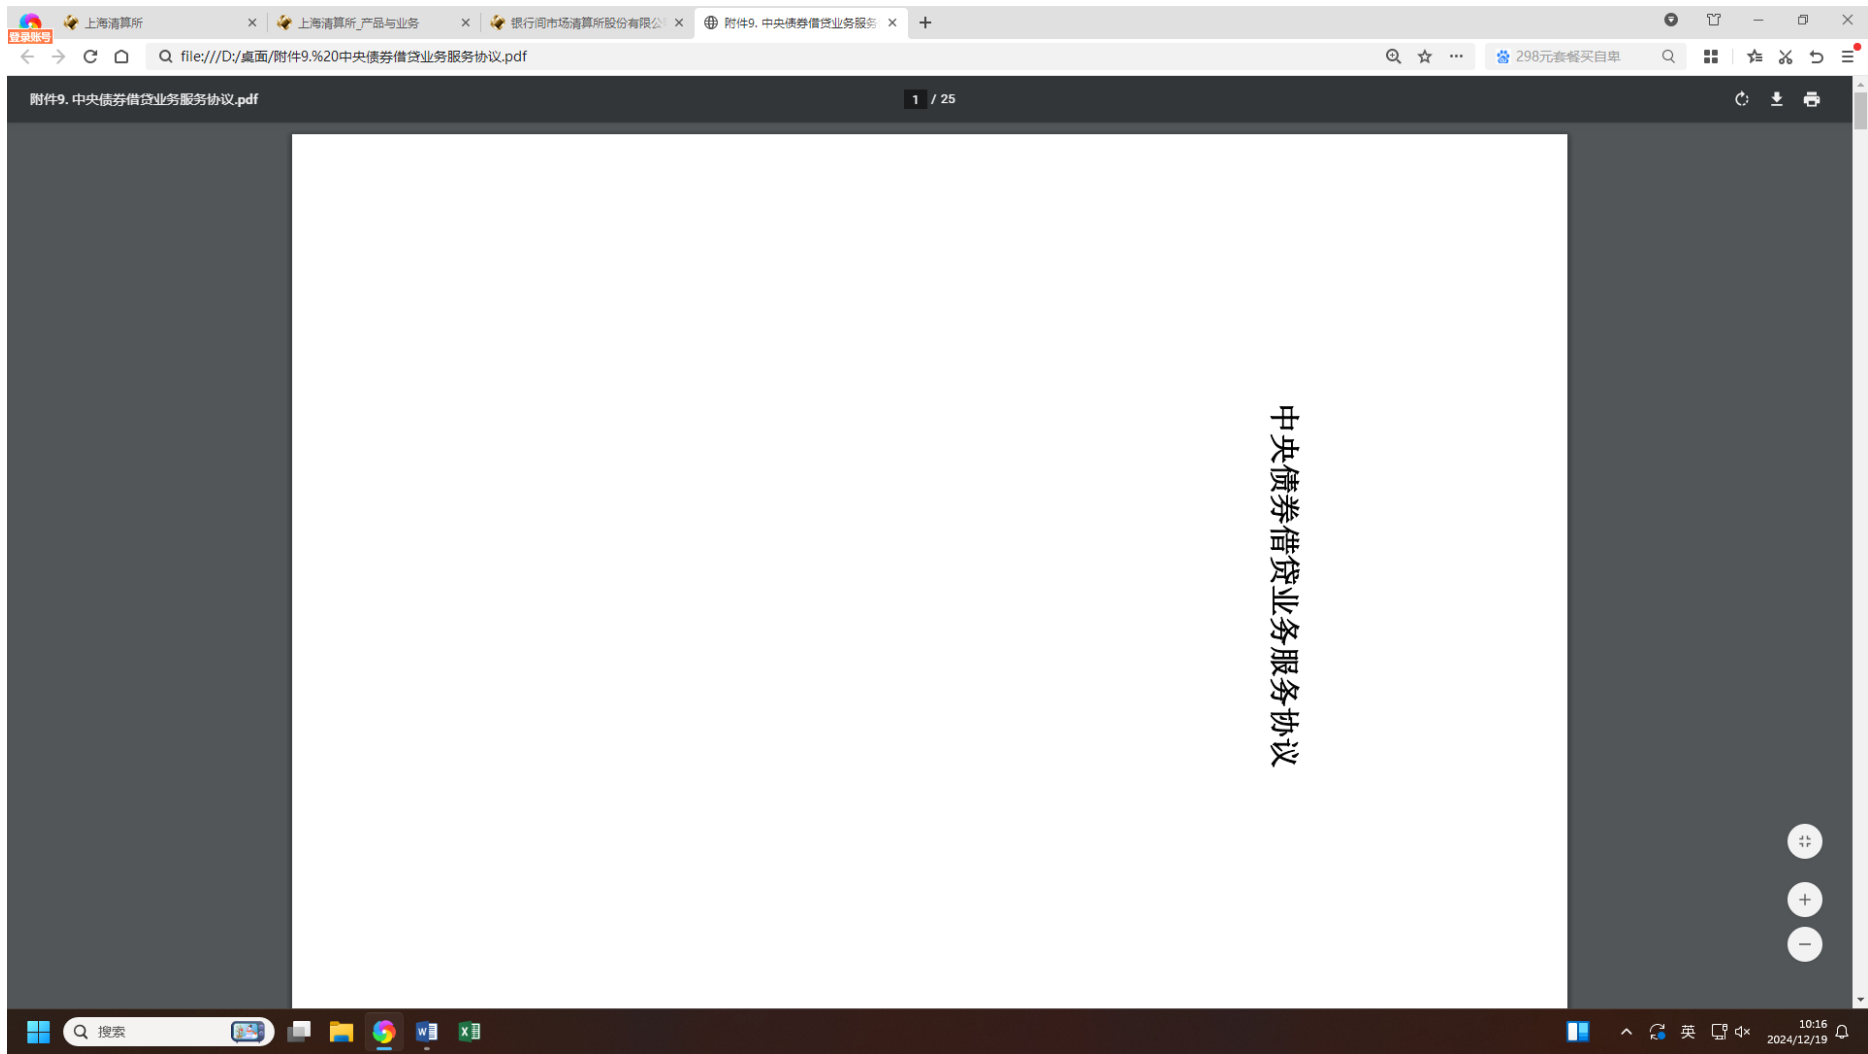 上海清算所
上海清算所_产品与业务
银行间市场清算所股份有限公
附件9. 中央债券借贷业务服务
登录账号
file:///D:/桌面/附件9.%20中央债券借贷业务服务协议.pdf
298元套餐买自卑
附件9. 中央债券借贷业务服务协议.pdf
1 / 25
中央债券借贷业务服务协议
搜索
英
10:16
2024/12/19